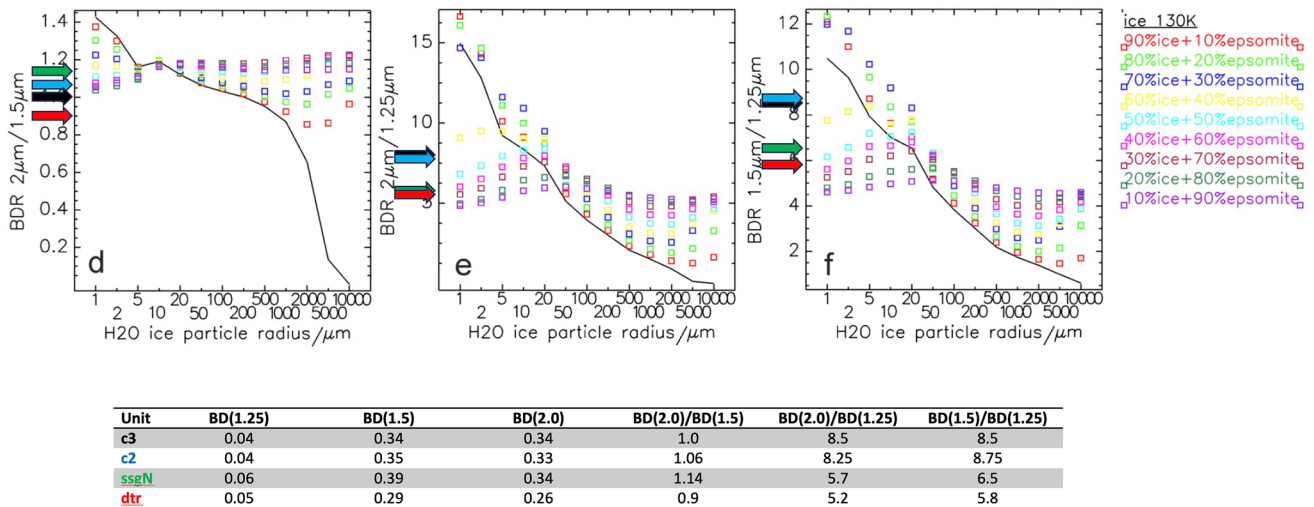 1.4
1.2
1.0
0.8
0.6
0.4
0.2
BDR 2μm/1.5μm
d
1 5 20 100 500 2000 10000
2 10 50 200 1000 5000
H2O ice particle radius/μm
15
10
5
BDR 2μm/1.25μm
e
1 5 20 100 500 2000 10000
2 10 50 200 1000 5000
H2O ice particle radius/μm
12
10
8
6
4
2
BDR 1.5μm/1.25μm
f
1 5 20 100 500 2000 10000
2 10 50 200 1000 5000
H2O ice particle radius/μm
ice 130K
90%ice+10%epsomite
80%ice+20%epsomite
70%ice+30%epsomite
60%ice+40%epsomite
50%ice+50%epsomite
40%ice+60%epsomite
30%ice+70%epsomite
20%ice+80%epsomite
10%ice+90%epsomite
Unit BD(1.25) BD(1.5) BD(2.0) BD(2.0)/BD(1.5) BD(2.0)/BD(1.25) BD(1.5)/BD(1.25)
c3 0.04 0.34 0.34 1.0 8.5 8.5
c2 0.04 0.35 0.33 1.06 8.25 8.75
ssgN 0.06 0.39 0.34 1.14 5.7 6.5
dtr 0.05 0.29 0.26 0.9 5.2 5.8